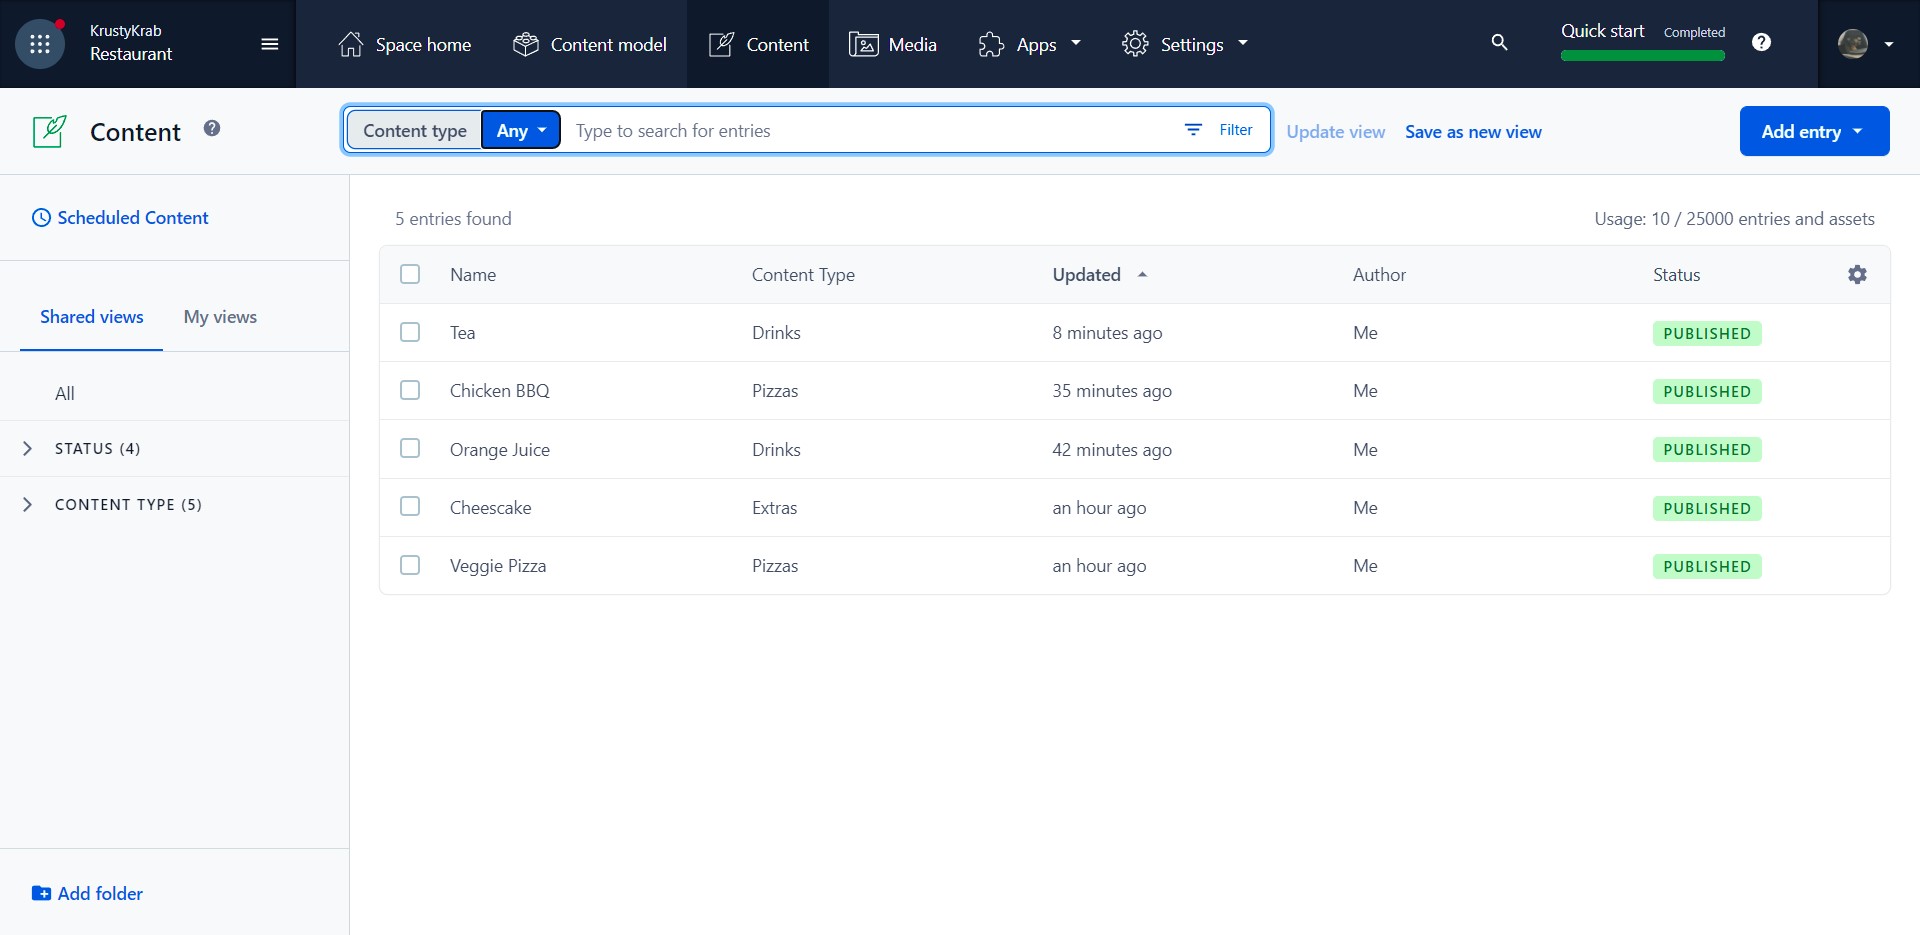 KrustyKrab
Restaurant
Space home
Content model
Content
Media
Apps
Settings
Quick start Completed
Content
Content type Any Type to search for entries Filter
Update view
Save as new view
Add entry
Scheduled Content
Shared views
My views
All
STATUS (4)
CONTENT TYPE (5)
Add folder
5 entries found
Usage: 10 / 25000 entries and assets
Name Content Type Updated Author Status
Tea Drinks 8 minutes ago Me PUBLISHED
Chicken BBQ Pizzas 35 minutes ago Me PUBLISHED
Orange Juice Drinks 42 minutes ago Me PUBLISHED
Cheescake Extras an hour ago Me PUBLISHED
Veggie Pizza Pizzas an hour ago Me PUBLISHED